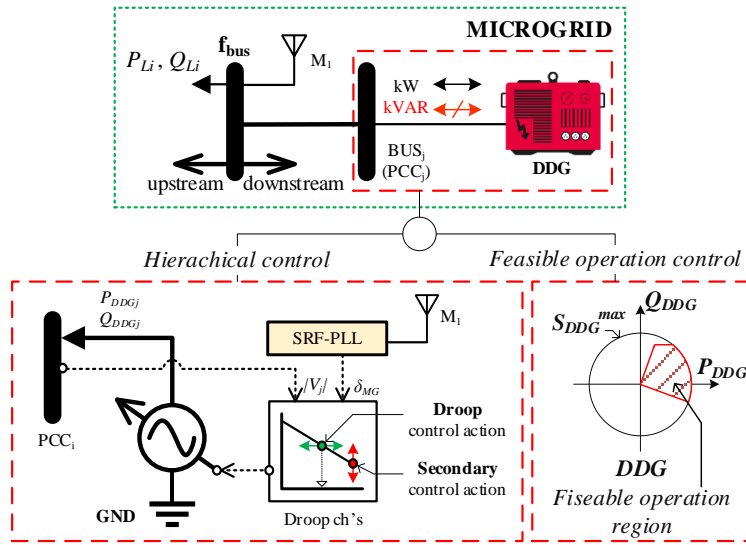 MICROGRID
f_bus
P_Li , Q_Li
M_1
kW
kVAR
BUS_j
(PCC_j)
DDG
upstream
downstream
Hierachical control
Feasible operation control
P_DDGj
Q_DDGj
M_1
SRF-PLL
|V_j|
δ_MG
PCC_i
Droop
control action
Secondary
control action
GND
Droop ch's
Q_DDG
S_DDG^max
P_DDG
DDG
Fiseable operation
region